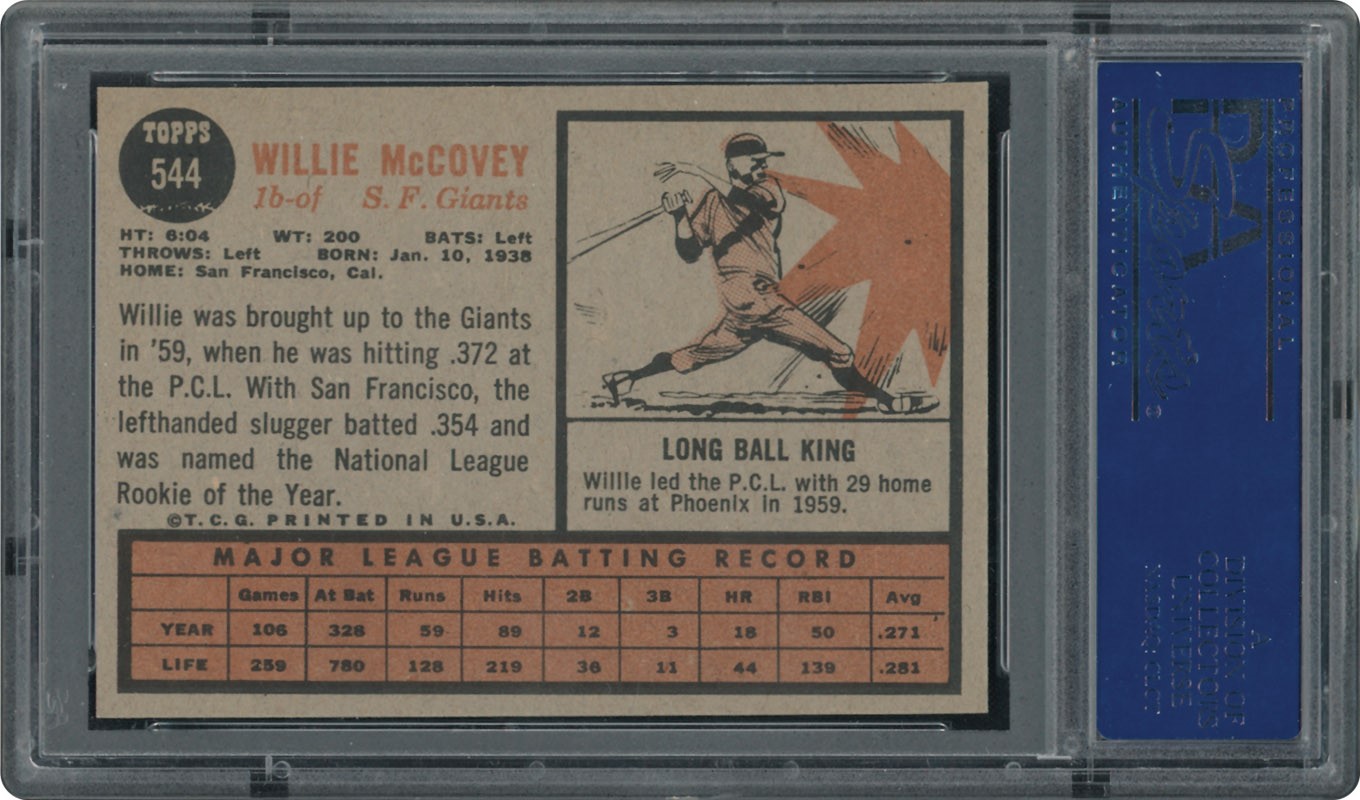 TOPPS
544
WILLIE McCOVEY
1b-of S. F. Giants
HT: 6:04 WT: 200 BATS: Left
THROWS: Left BORN: Jan. 10, 1938
HOME: San Francisco, Cal.
Willie was brought up to the Giants
in '59, when he was hitting .372 at
the P.C.L. With San Francisco, the
lefthanded slugger batted .354 and
was named the National League
Rookie of the Year.
©T.C.G. PRINTED IN U.S.A.
LONG BALL KING
Willie led the P.C.L. with 29 home
runs at Phoenix in 1959.
MAJOR LEAGUE BATTING RECORD
Games At Bat Runs Hits 2B 3B HR RBI Avg
YEAR 106 328 59 89 12 3 18 50 .271
LIFE 259 780 128 219 36 11 44 139 .281
PROFESSIONAL
PSA
AUTHENTICATOR
A
DIVISION OF
COLLECTORS
UNIVERSE
NASDAQ: CLCT